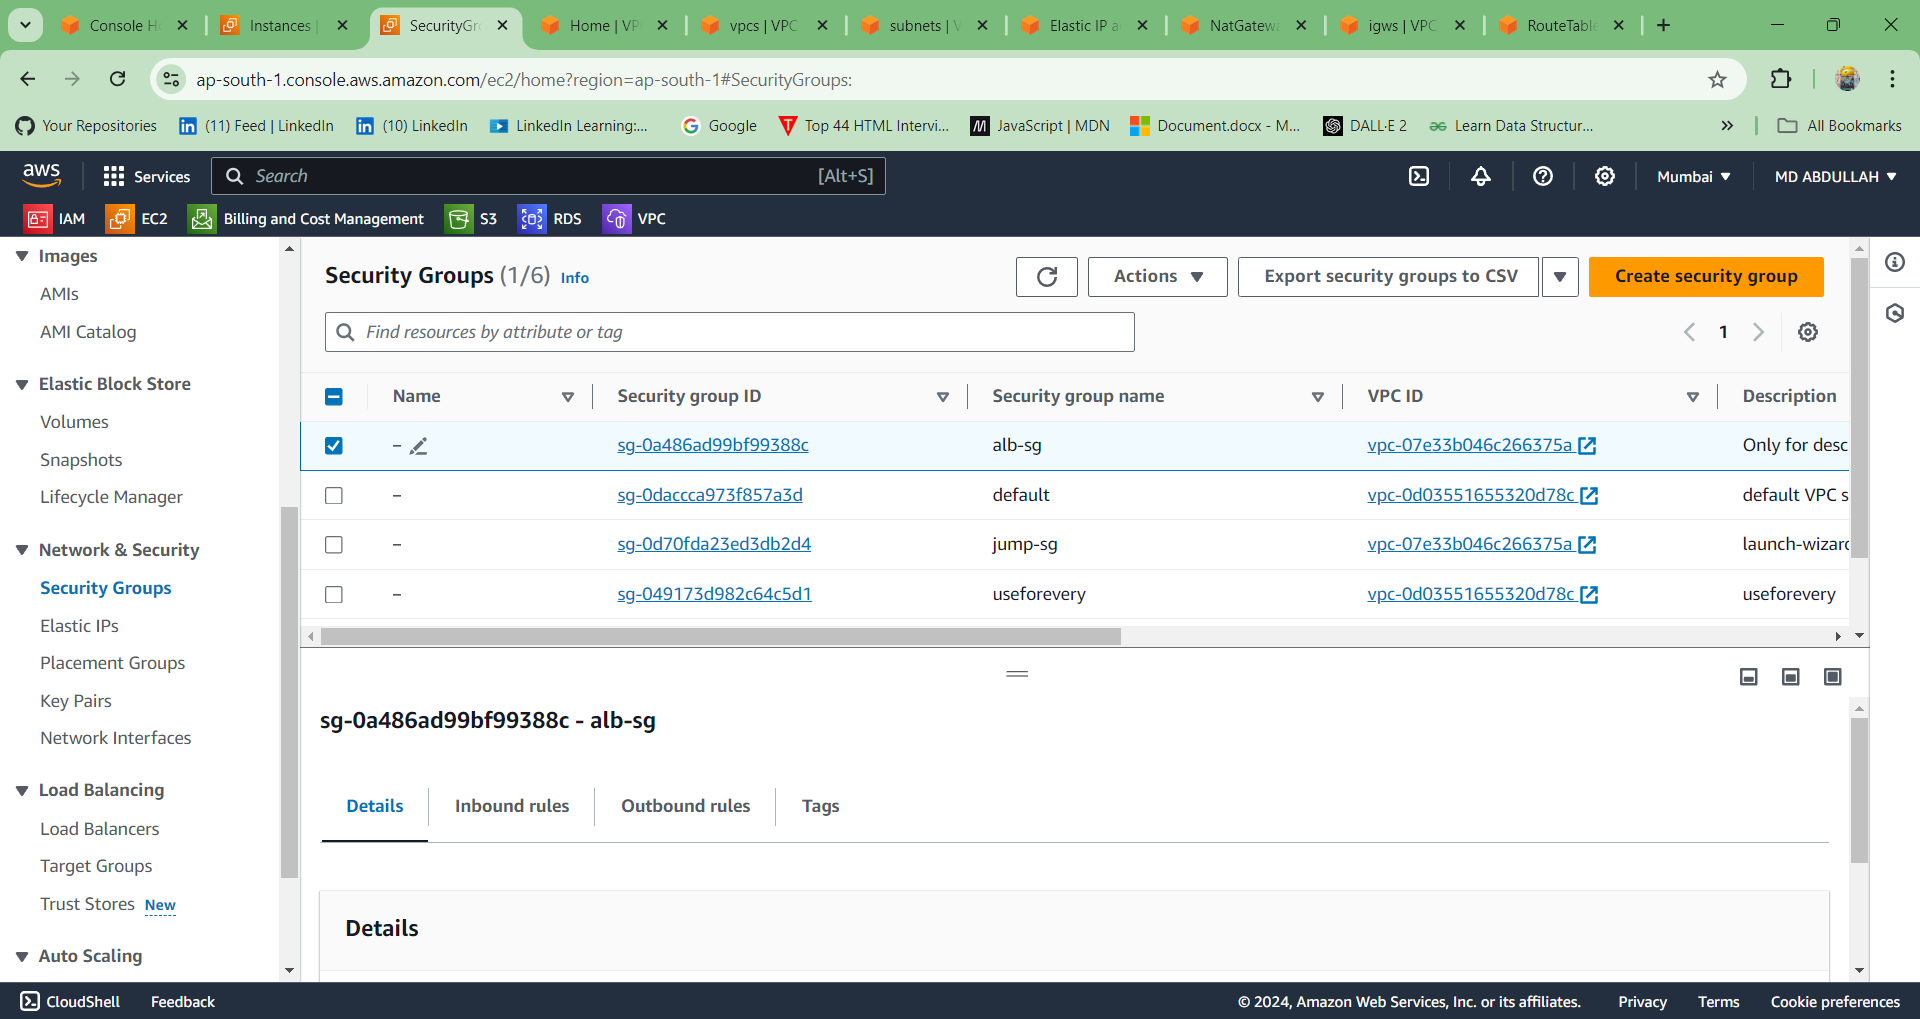 Console H
Instances |
SecurityGr
Home | VP
vpcs | VPC
subnets | V
Elastic IP a
NatGatewa
igws | VPC
RouteTable
ap-south-1.console.aws.amazon.com/ec2/home?region=ap-south-1#SecurityGroups:
Your Repositories
(11) Feed | LinkedIn
(10) LinkedIn
LinkedIn Learning:...
Google
Top 44 HTML Intervi...
JavaScript | MDN
Document.docx - M...
DALL·E 2
Learn Data Structur...
All Bookmarks
aws
Services
Search
[Alt+S]
Mumbai
MD ABDULLAH
IAM
EC2
Billing and Cost Management
S3
RDS
VPC
Images
AMIs
AMI Catalog
Elastic Block Store
Volumes
Snapshots
Lifecycle Manager
Network & Security
Security Groups
Elastic IPs
Placement Groups
Key Pairs
Network Interfaces
Load Balancing
Load Balancers
Target Groups
Trust Stores New
Auto Scaling
Security Groups (1/6) Info
Actions
Export security groups to CSV
Create security group
Find resources by attribute or tag
1
Name Security group ID Security group name VPC ID Description
– sg-0a486ad99bf99388c alb-sg vpc-07e33b046c266375a Only for desc
– sg-0daccca973f857a3d default vpc-0d03551655320d78c default VPC s
– sg-0d70fda23ed3db2d4 jump-sg vpc-07e33b046c266375a launch-wizard
– sg-049173d982c64c5d1 useforevery vpc-0d03551655320d78c useforevery
sg-0a486ad99bf99388c - alb-sg
Details
Inbound rules
Outbound rules
Tags
Details
CloudShell
Feedback
© 2024, Amazon Web Services, Inc. or its affiliates.
Privacy
Terms
Cookie preferences